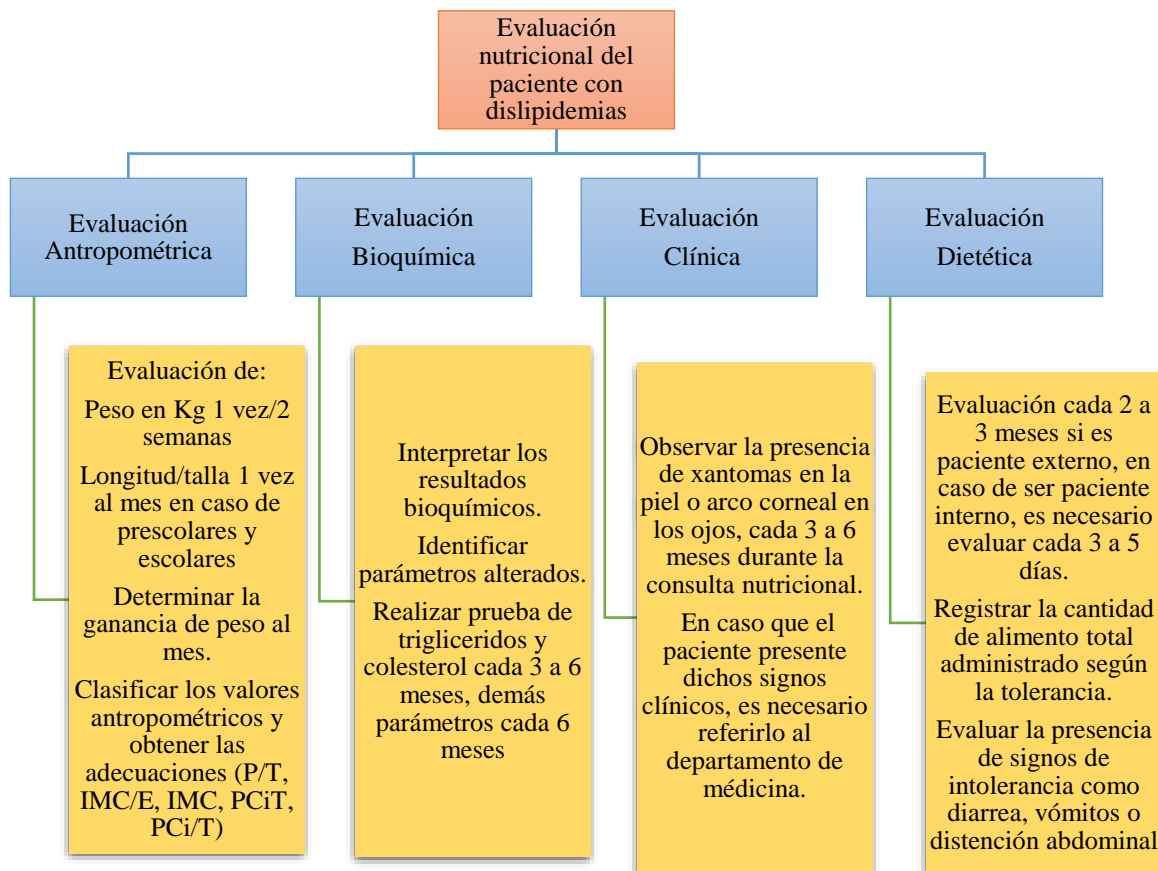 Evaluación
nutricional del
paciente con
dislipidemias
Evaluación
Antropométrica
Evaluación
Bioquímica
Evaluación
Clínica
Evaluación
Dietética
Evaluación de:
Peso en Kg 1 vez/2
semanas
Longitud/talla 1 vez
al mes en caso de
prescolares y
escolares
Determinar la
ganancia de peso al
mes.
Clasificar los valores
antropométricos y
obtener las
adecuaciones (P/T,
IMC/E, IMC, PCiT,
PCi/T)
Interpretar los
resultados
bioquímicos.
Identificar
parámetros alterados.
Realizar prueba de
trigliceridos y
colesterol cada 3 a 6
meses, demás
parámetros cada 6
meses
Observar la presencia
de xantomas en la
piel o arco corneal en
los ojos, cada 3 a 6
meses durante la
consulta nutricional.
En caso que el
paciente presente
dichos signos
clínicos, es necesario
referirlo al
departamento de
médicina.
Evaluación cada 2 a
3 meses si es
paciente externo, en
caso de ser paciente
interno, es necesario
evaluar cada 3 a 5
días.
Registrar la cantidad
de alimento total
administrado según
la tolerancia.
Evaluar la presencia
de signos de
intolerancia como
diarrea, vómitos o
distención abdominal